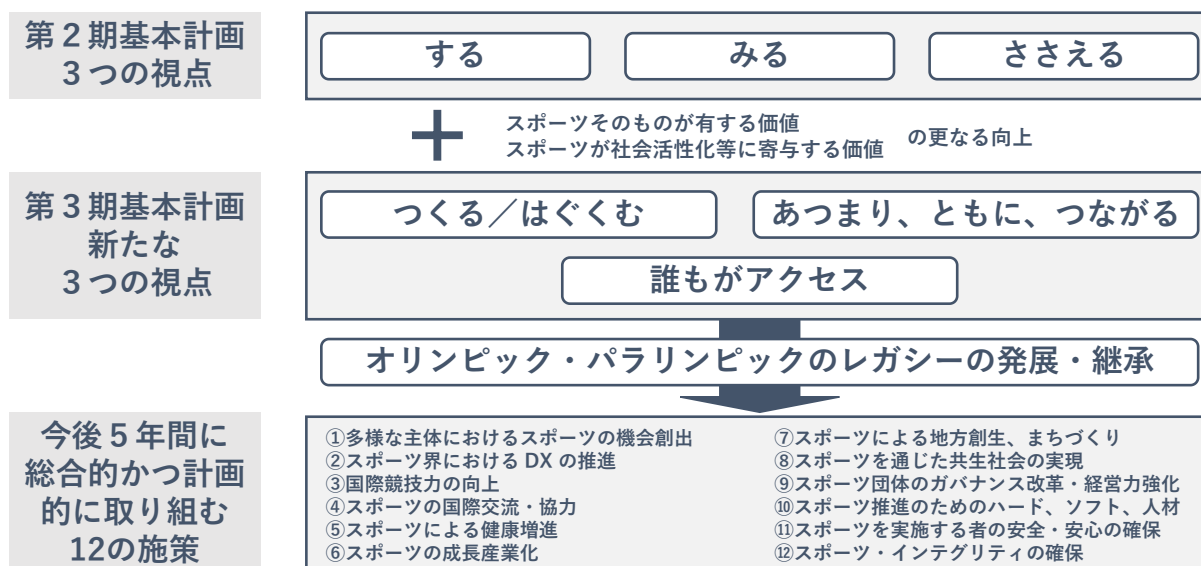 第２期基本計画
３つの視点
する
みる
ささえる
＋
スポーツそのものが有する価値
スポーツが社会活性化等に寄与する価値
の更なる向上
第３期基本計画
新たな
３つの視点
つくる／はぐくむ
あつまり、ともに、つながる
誰もがアクセス
オリンピック・パラリンピックのレガシーの発展・継承
今後５年間に
総合的かつ計画
的に取り組む
12の施策
①多様な主体におけるスポーツの機会創出
②スポーツ界における DX の推進
③国際競技力の向上
④スポーツの国際交流・協力
⑤スポーツによる健康増進
⑥スポーツの成長産業化
⑦スポーツによる地方創生、まちづくり
⑧スポーツを通じた共生社会の実現
⑨スポーツ団体のガバナンス改革・経営力強化
⑩スポーツ推進のためのハード、ソフト、人材
⑪スポーツを実施する者の安全・安心の確保
⑫スポーツ・インテグリティの確保